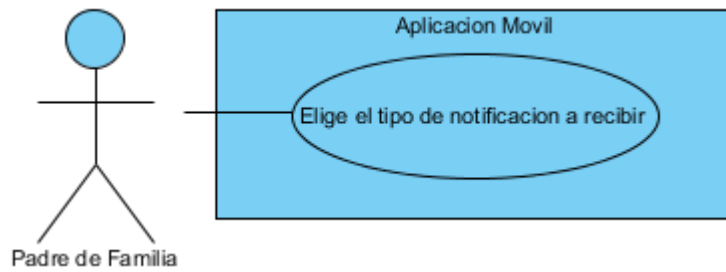 Aplicacion Movil
Elige el tipo de notificacion a recibir
Padre de Familia